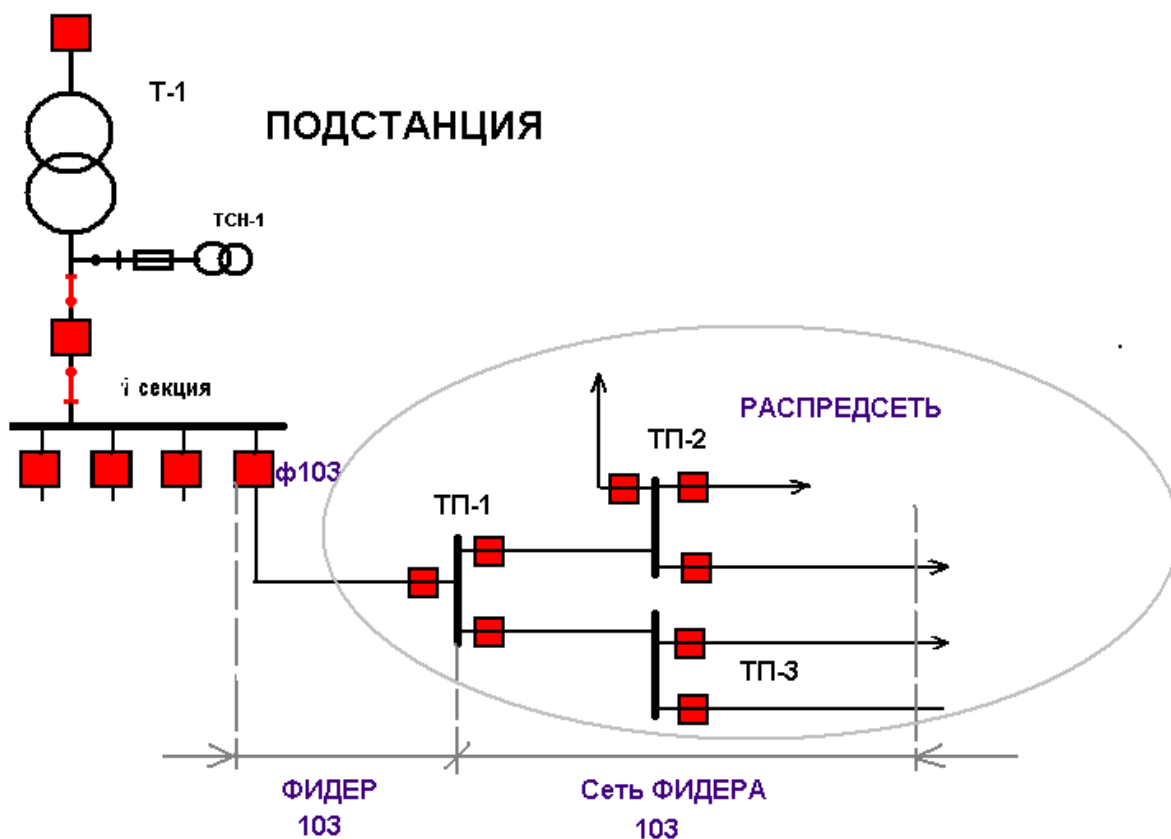 Т-1
ПОДСТАНЦИЯ
ТСН-1
секция
РАСПРЕДСЕТЬ
ТП-2
ф103
ТП-1
ТП-3
ФИДЕР
103
Сеть ФИДЕРА
103